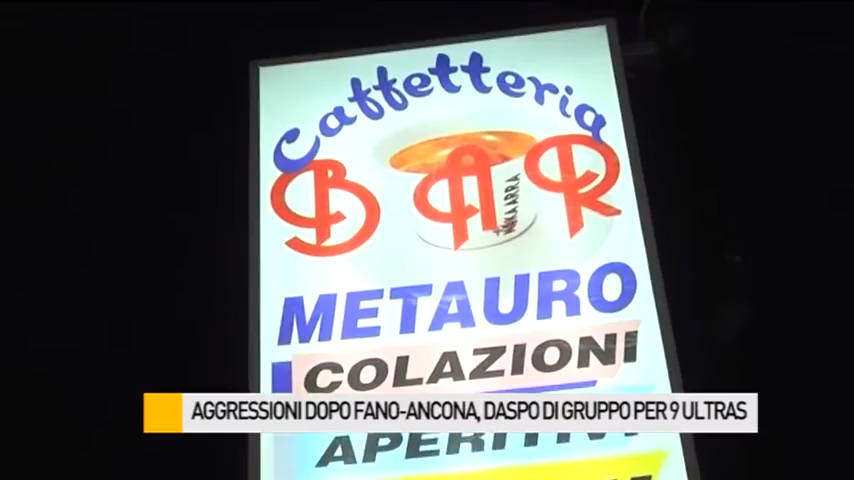 Caffetteria
BAR
METAURO
COLAZIONI
AGGRESSIONI DOPO FANO-ANCONA, DASPO DI GRUPPO PER 9 ULTRAS
APERITIVI